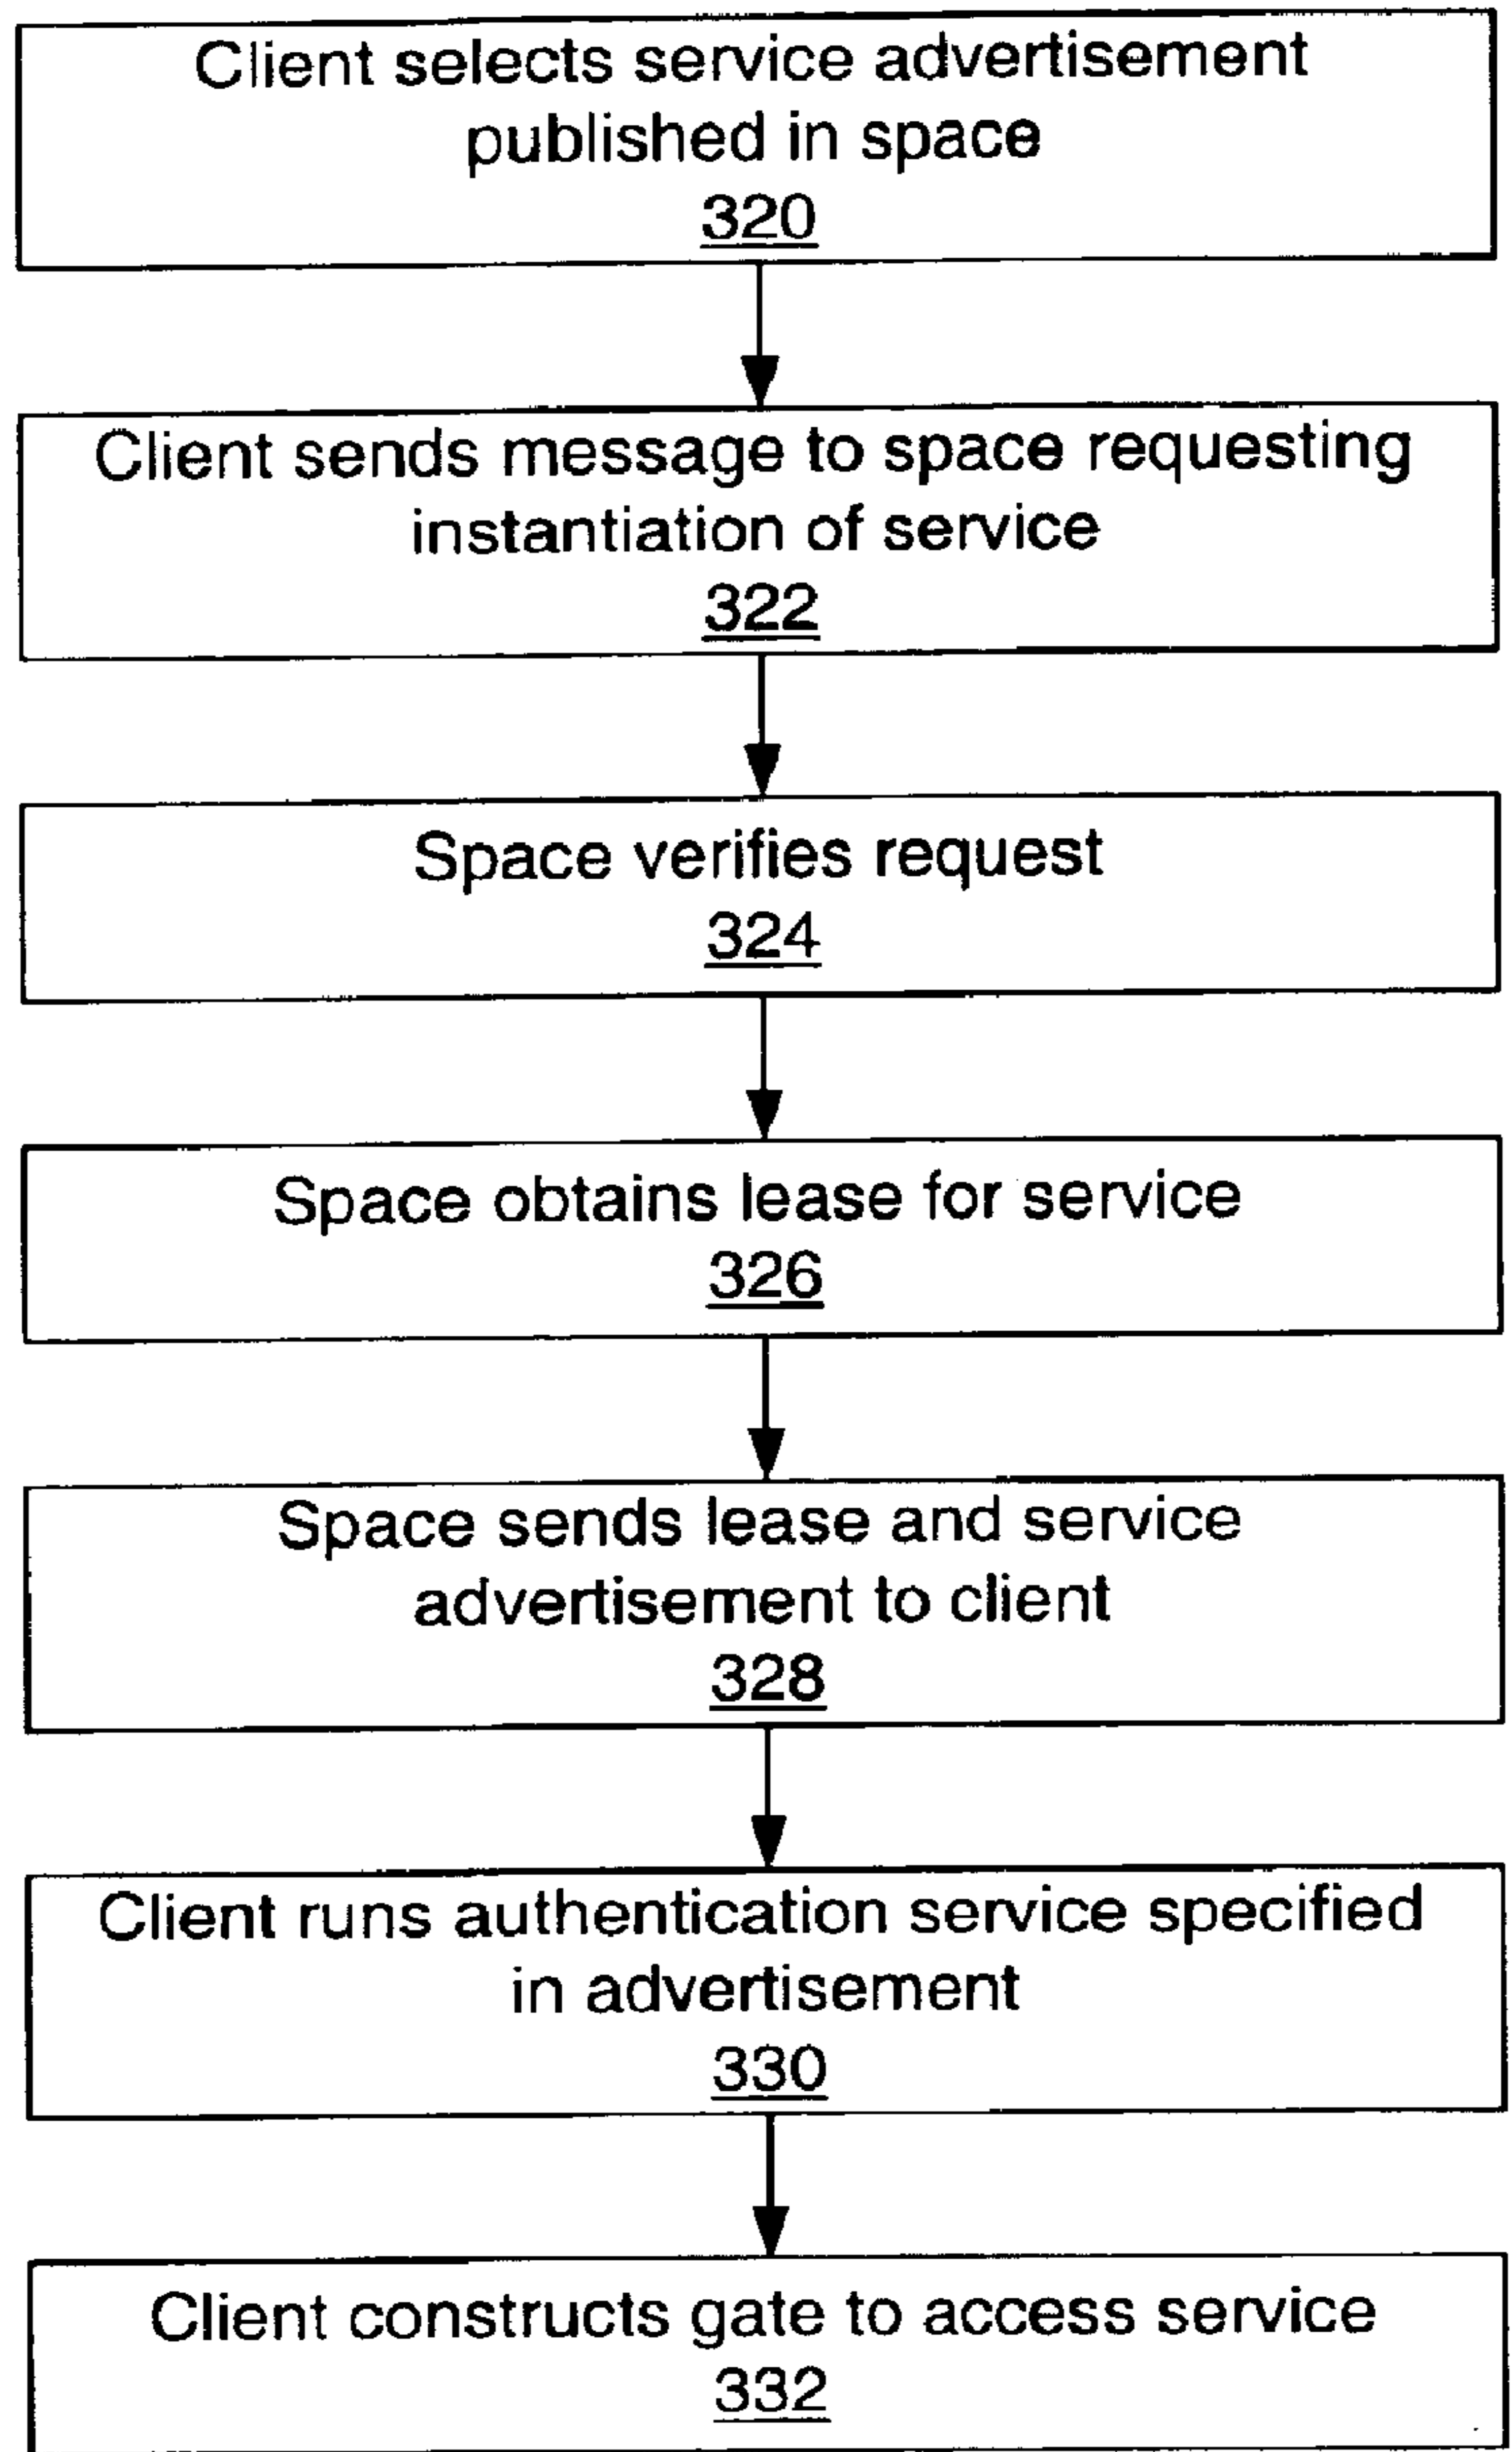 Client selects service advertisement
published in space
320
Client sends message to space requesting
instantiation of service
322
Space verifies request
324
Space obtains lease for service
326
Space sends lease and service
advertisement to client
328
Client runs authentication service specified
in advertisement
330
Client constructs gate to access service
332